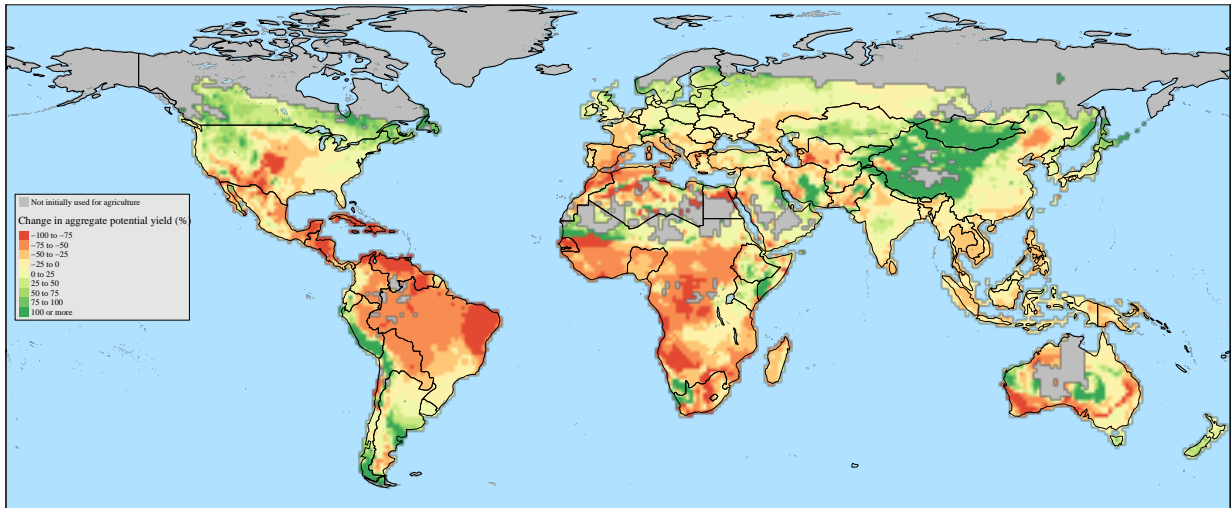 Not initially used for agriculture
Change in aggregate potential yield (%)
−100 to −75
−75 to −50
−50 to −25
−25 to 0
0 to 25
25 to 50
50 to 75
75 to 100
100 or more